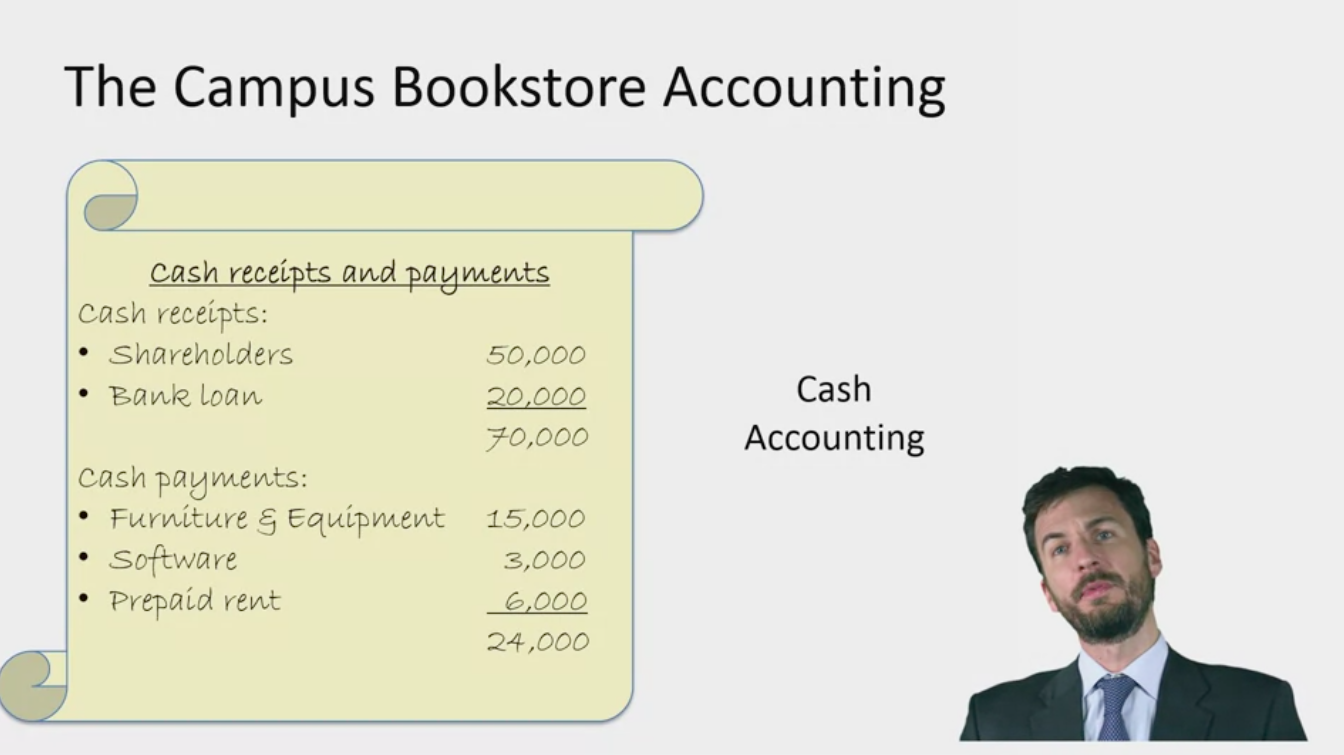 The Campus Bookstore Accounting
Cash receipts and payments
Cash receipts:
• Shareholders 50,000
• Bank loan 20,000
70,000
Cash payments:
• Furniture & Equipment 15,000
• Software 3,000
• Prepaid rent 6,000
24,000
Cash
Accounting